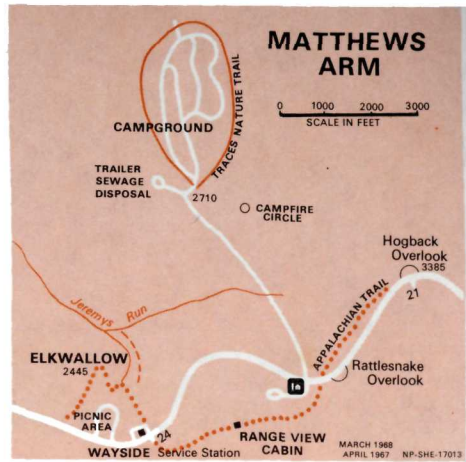 MATTHEWS
ARM
0 1000 2000 3000
SCALE IN FEET
TRACES NATURE TRAIL
CAMPGROUND
TRAILER
SEWAGE
DISPOSAL
2710
CAMPFIRE
CIRCLE
Hogback
Overlook
3385
21
APPALACHIAN TRAIL
Jeremys Run
ELKWALLOW
2445
Rattlesnake
Overlook
PICNIC
AREA
24
WAYSIDE Service Station
RANGE VIEW
CABIN
MARCH 1968
APRIL 1967 NP-SHE-17013